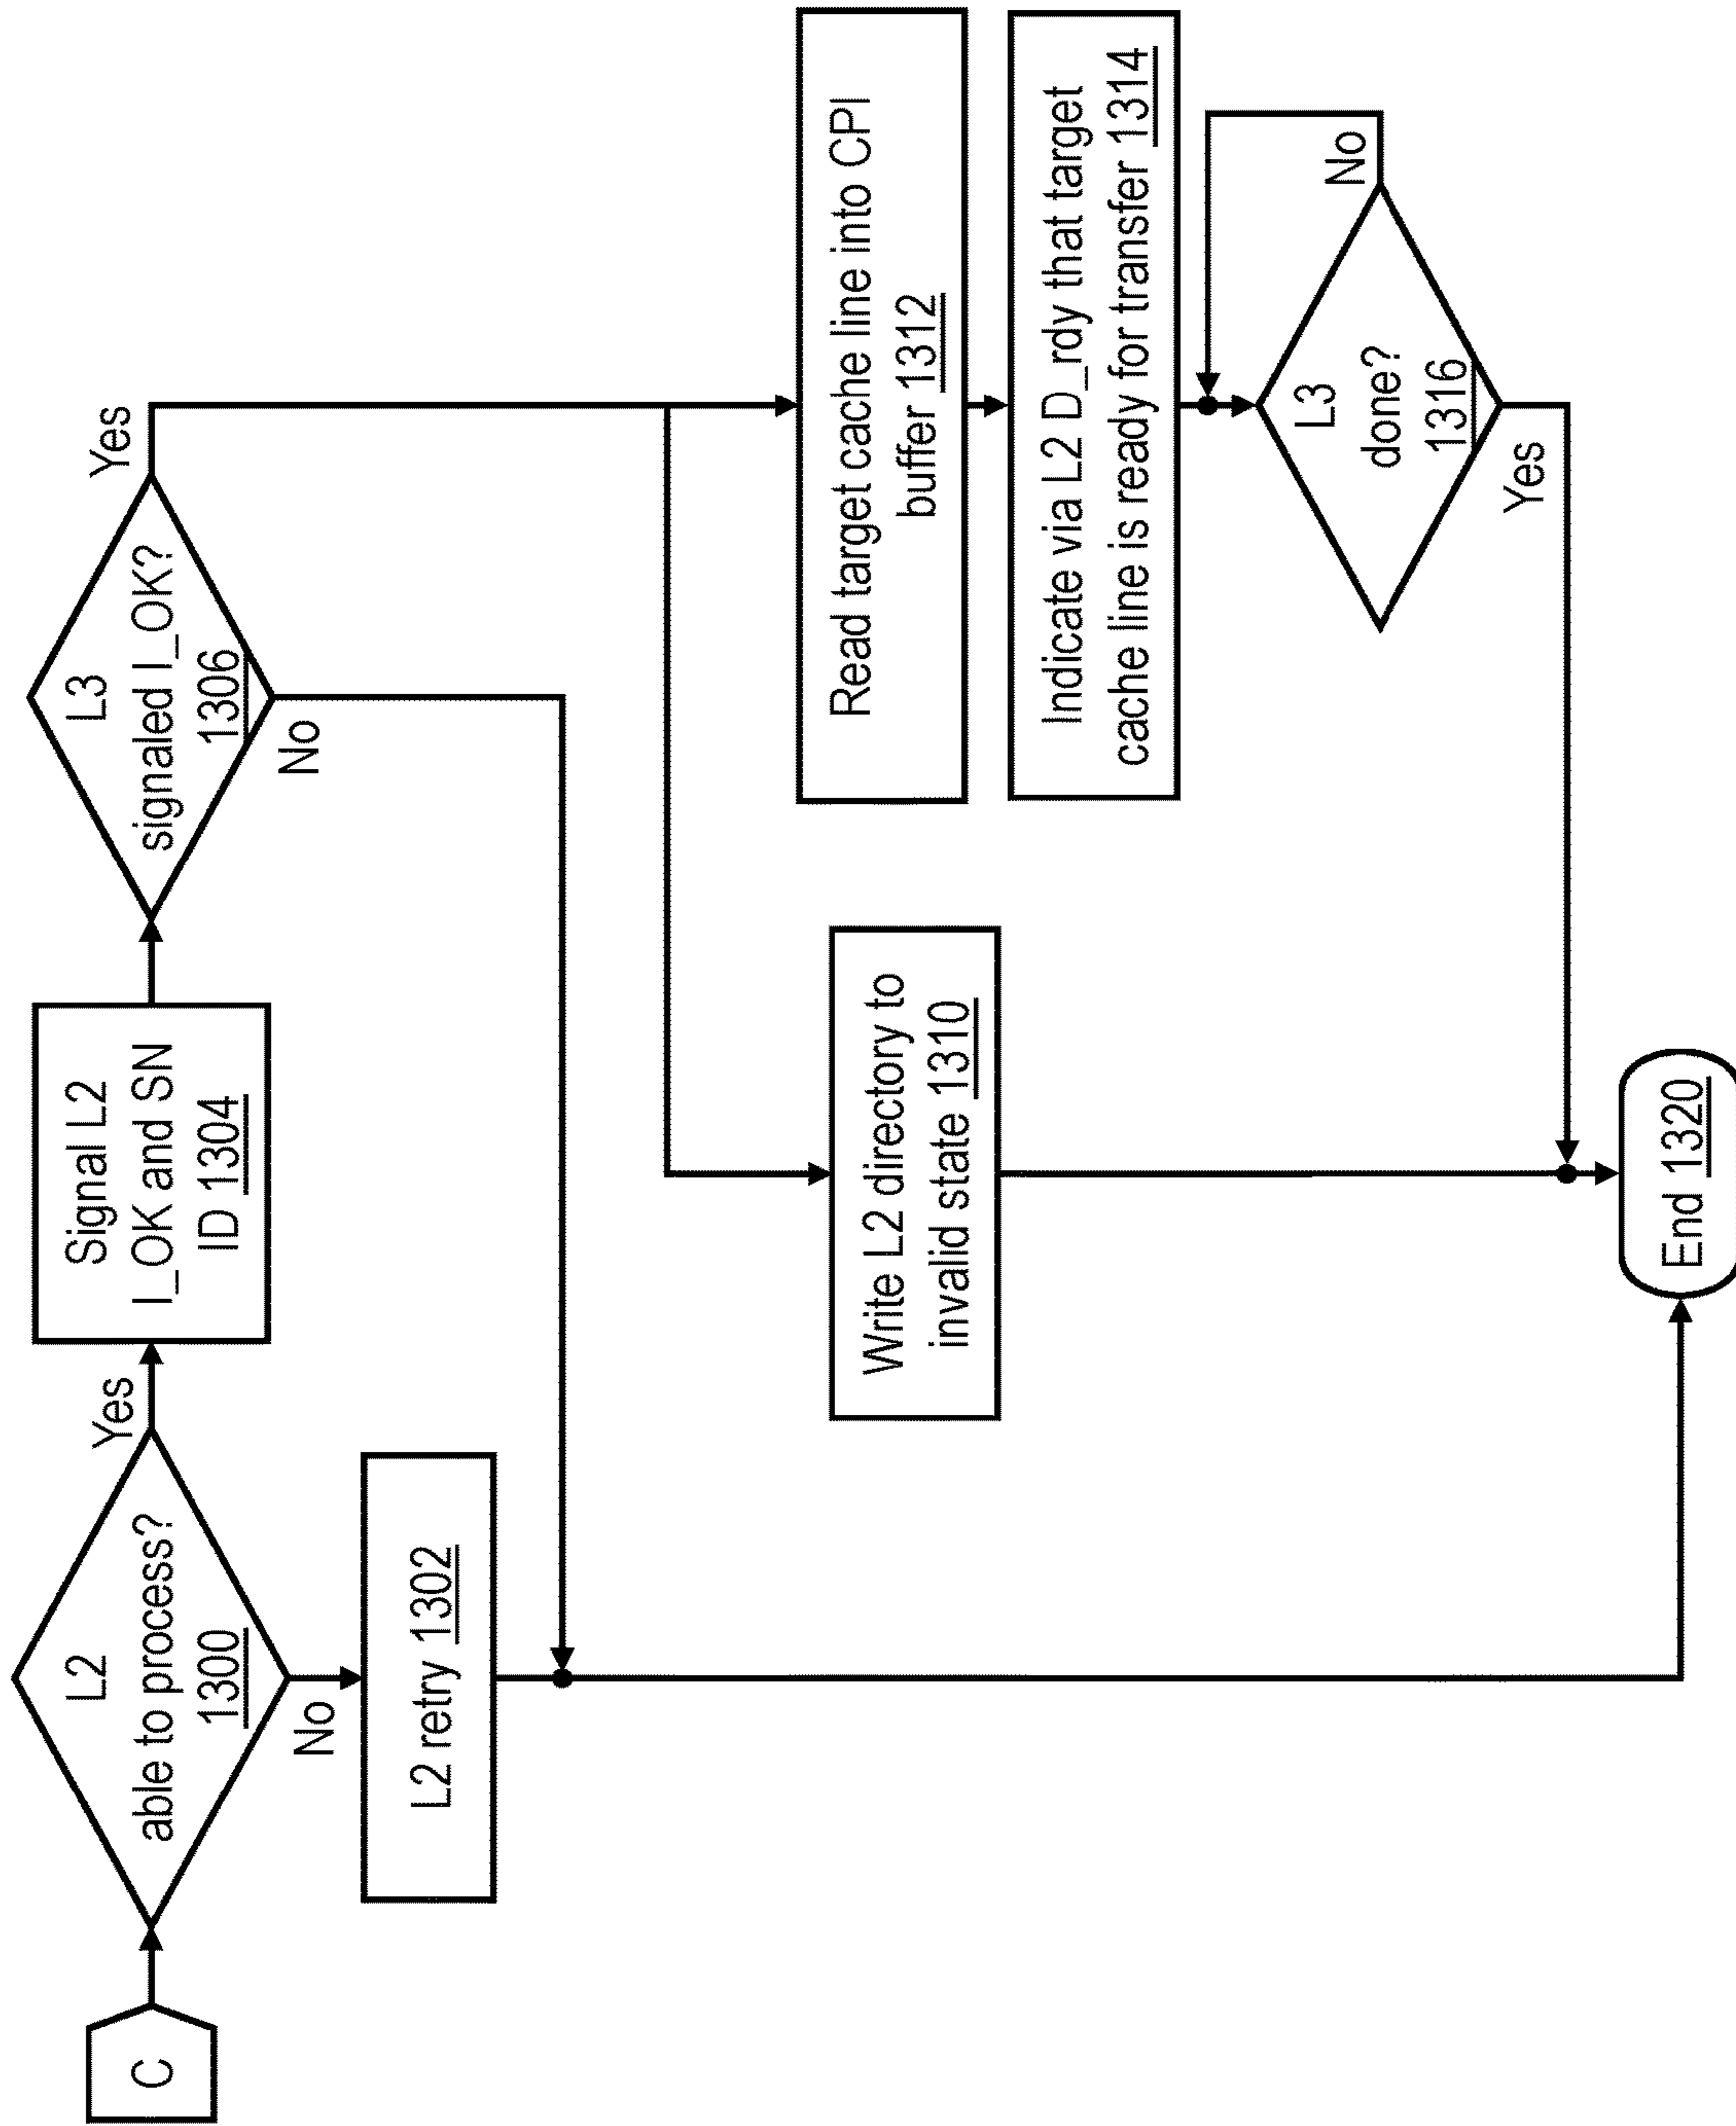 C
L2
able to process?
1300
Yes
No
L2 retry 1302
Signal L2
I_OK and SN
ID 1304
L3
signaled I_OK?
1306
Yes
No
Write L2 directory to
invalid state 1310
Read target cache line into CPI
buffer 1312
Indicate via L2 D_rdy that target
cache line is ready for transfer 1314
L3
done?
1316
No
Yes
End 1320